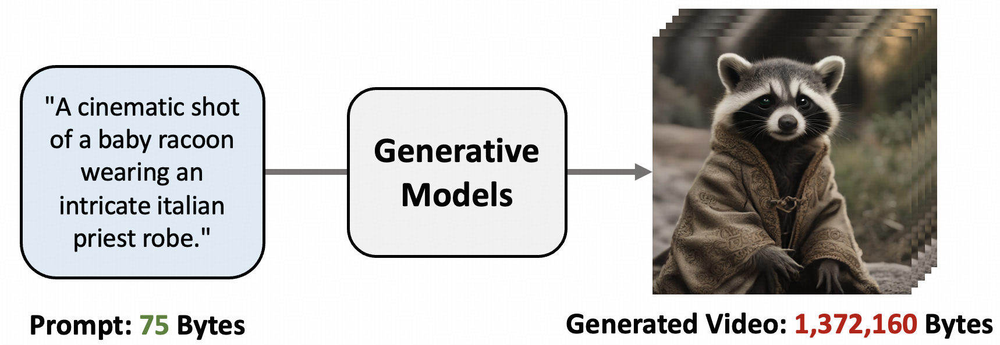 "A cinematic shot
of a baby racoon
wearing an
intricate italian
priest robe."
Generative
Models
Prompt: 75 Bytes
Generated Video: 1,372,160 Bytes